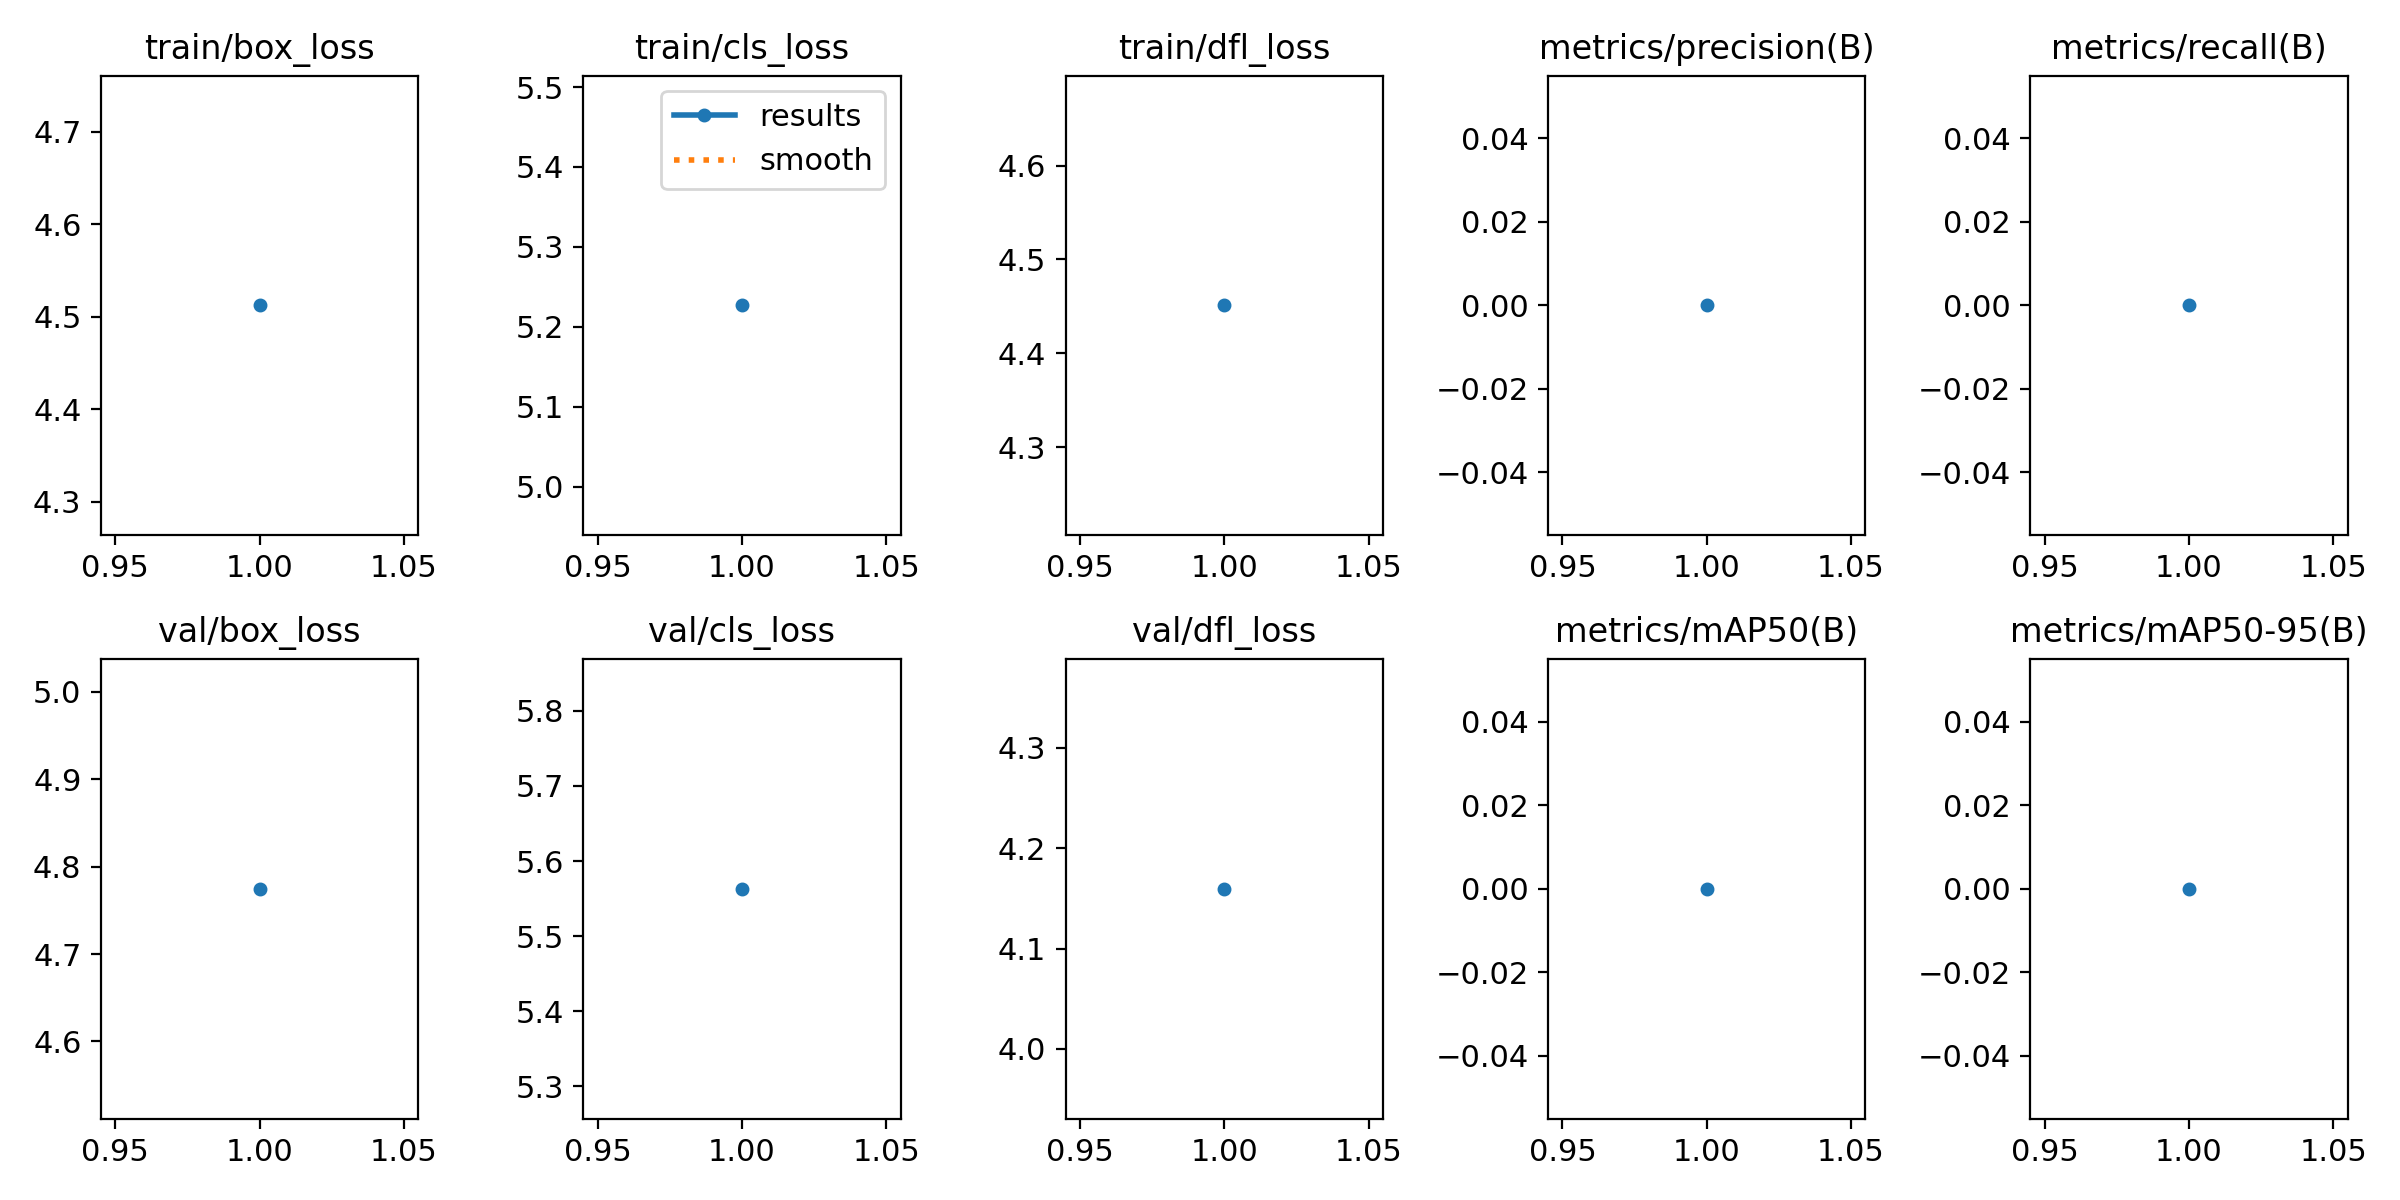 train/box_loss
train/cls_loss
train/dfl_loss
metrics/precision(B)
metrics/recall(B)
4.7
4.6
4.5
4.4
4.3
0.95 1.00 1.05
5.5
5.4
5.3
5.2
5.1
5.0
results
smooth
0.95 1.00 1.05
4.6
4.5
4.4
4.3
0.95 1.00 1.05
0.04
0.02
0.00
−0.02
−0.04
0.95 1.00 1.05
0.04
0.02
0.00
−0.02
−0.04
0.95 1.00 1.05
val/box_loss
val/cls_loss
val/dfl_loss
metrics/mAP50(B)
metrics/mAP50-95(B)
5.0
4.9
4.8
4.7
4.6
0.95 1.00 1.05
5.8
5.7
5.6
5.5
5.4
5.3
0.95 1.00 1.05
4.3
4.2
4.1
4.0
0.95 1.00 1.05
0.04
0.02
0.00
−0.02
−0.04
0.95 1.00 1.05
0.04
0.02
0.00
−0.02
−0.04
0.95 1.00 1.05